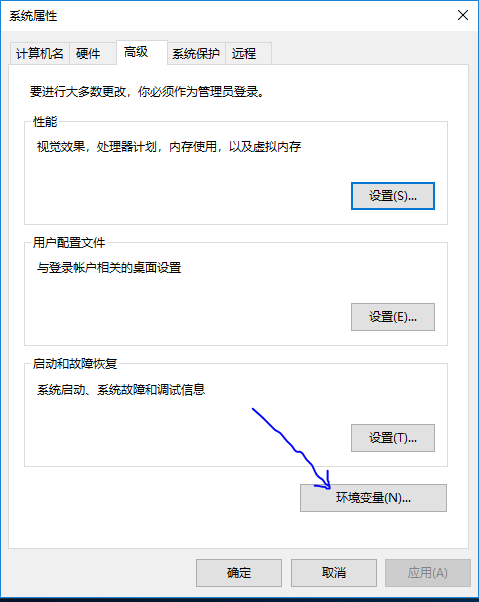 系统属性
计算机名 硬件 高级 系统保护 远程
要进行大多数更改，你必须作为管理员登录。
性能
视觉效果，处理器计划，内存使用，以及虚拟内存
设置(S)...
用户配置文件
与登录帐户相关的桌面设置
设置(E)...
启动和故障恢复
系统启动、系统故障和调试信息
设置(T)...
环境变量(N)...
确定 取消 应用(A)